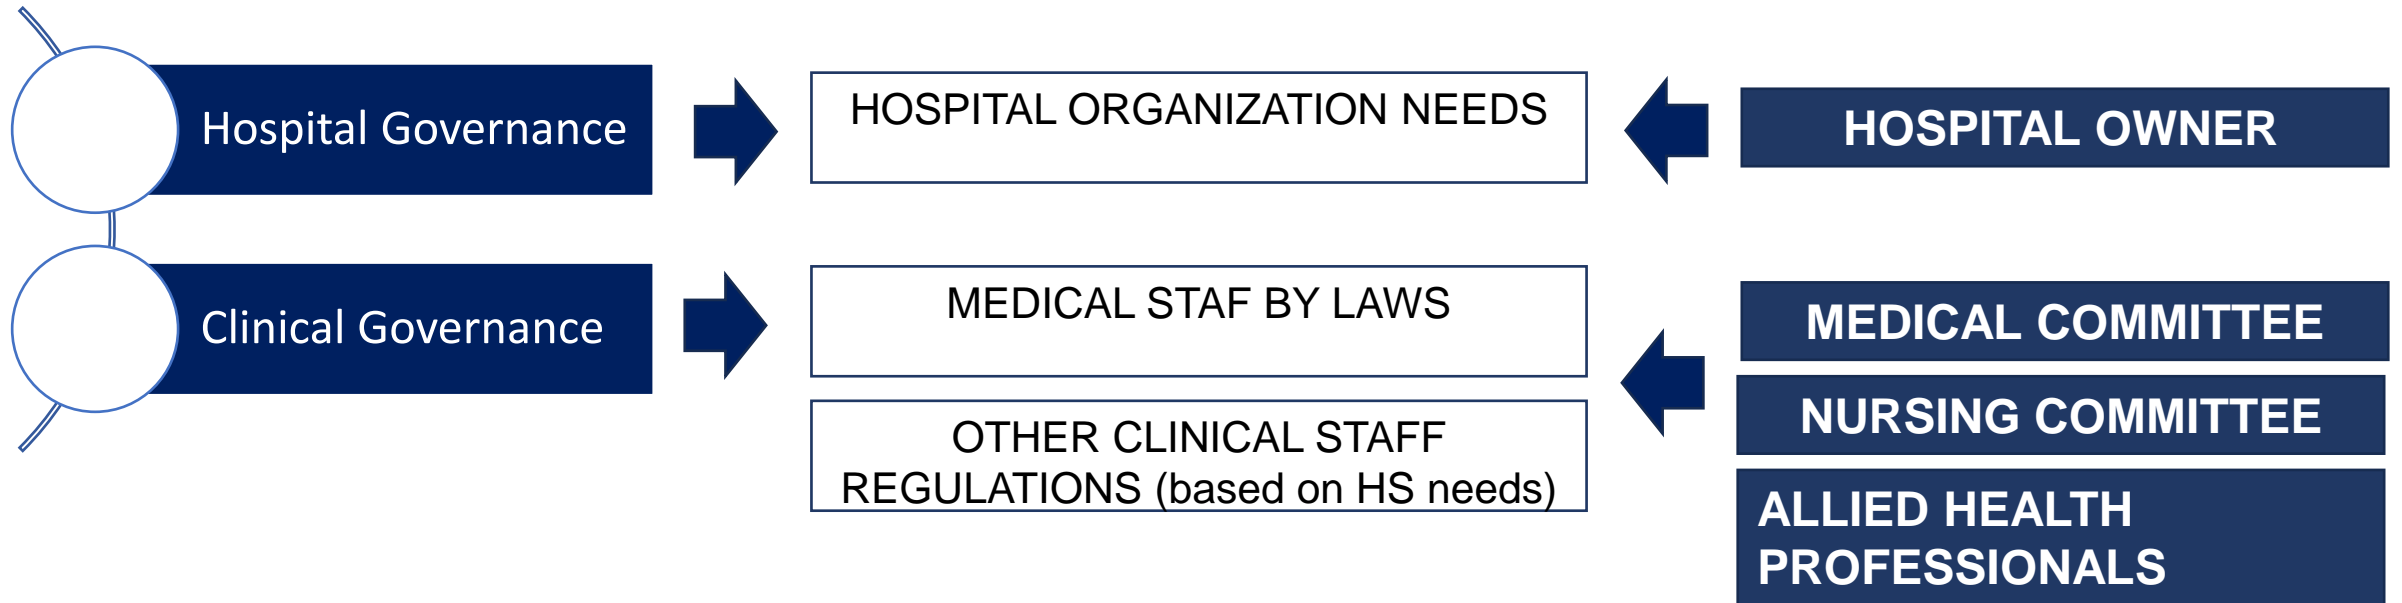 Hospital Governance
HOSPITAL ORGANIZATION NEEDS
HOSPITAL OWNER
Clinical Governance
MEDICAL STAF BY LAWS
OTHER CLINICAL STAFF
REGULATIONS (based on HS needs)
MEDICAL COMMITTEE
NURSING COMMITTEE
ALLIED HEALTH
PROFESSIONALS